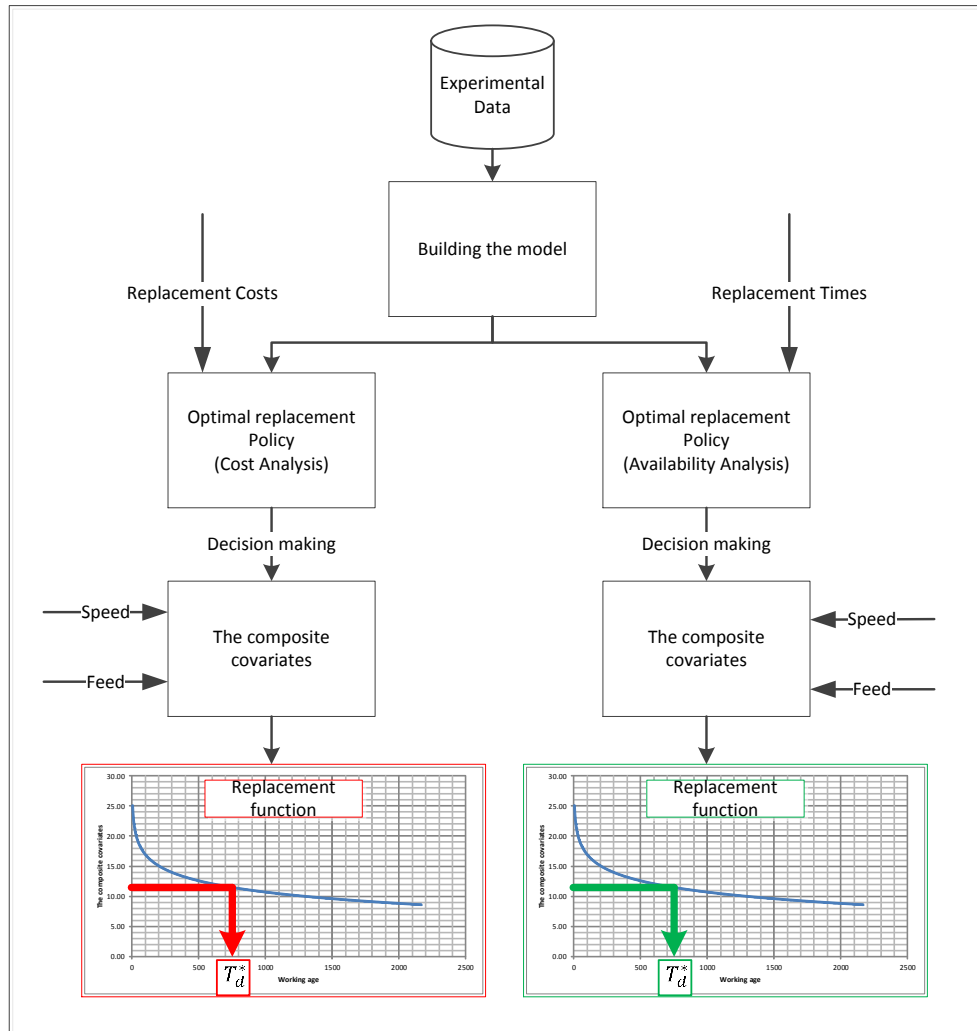 Experimental
Data
Building the model
Replacement Costs
Replacement Times
Optimal replacement
Policy
(Cost Analysis)
Optimal replacement
Policy
(Availability Analysis)
Decision making
Decision making
Speed
Feed
The composite
covariates
The composite
covariates
Speed
Feed
Replacement
function
The composite covariates
30.00
25.00
20.00
15.00
10.00
5.00
0.00
0 500 1000 1500 2000 2500
Working age
T*d
Replacement
function
The composite covariates
30.00
25.00
20.00
15.00
10.00
5.00
0.00
0 500 1000 1500 2000 2500
Working age
T*d